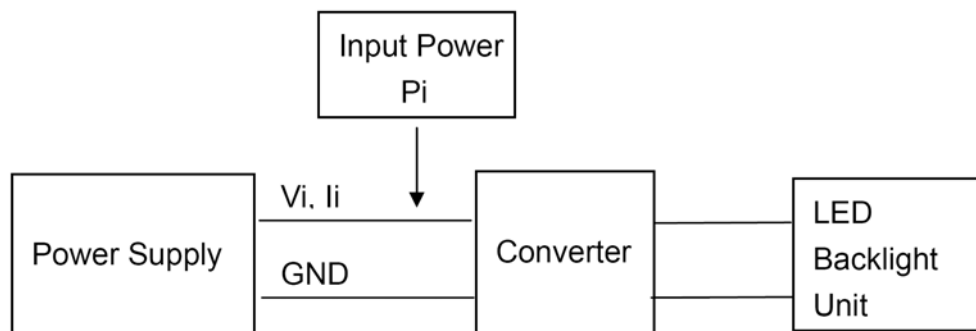 Input Power
Pi
Vi, Ii
Power Supply
GND
Converter
LED
Backlight
Unit